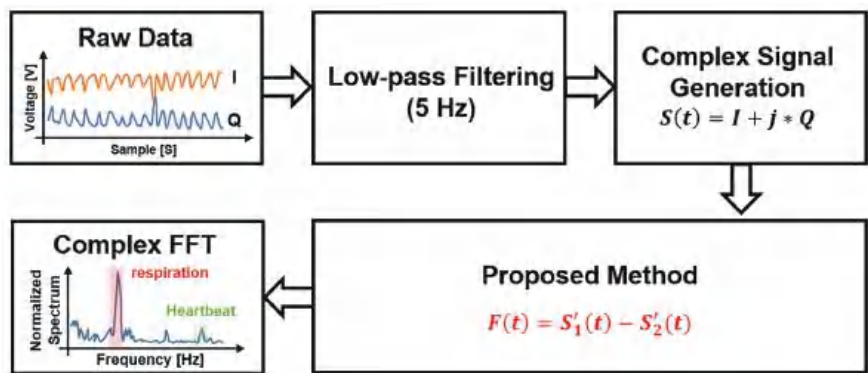 Raw Data
Voltage [V]
I
Q
Sample [S]
Low-pass Filtering
(5 Hz)
Complex Signal
Generation
S(t) = I + j * Q
Proposed Method
F(t) = S′₁(t) − S′₂(t)
Complex FFT
Normalized
Spectrum
respiration
Heartbeat
Frequency [Hz]